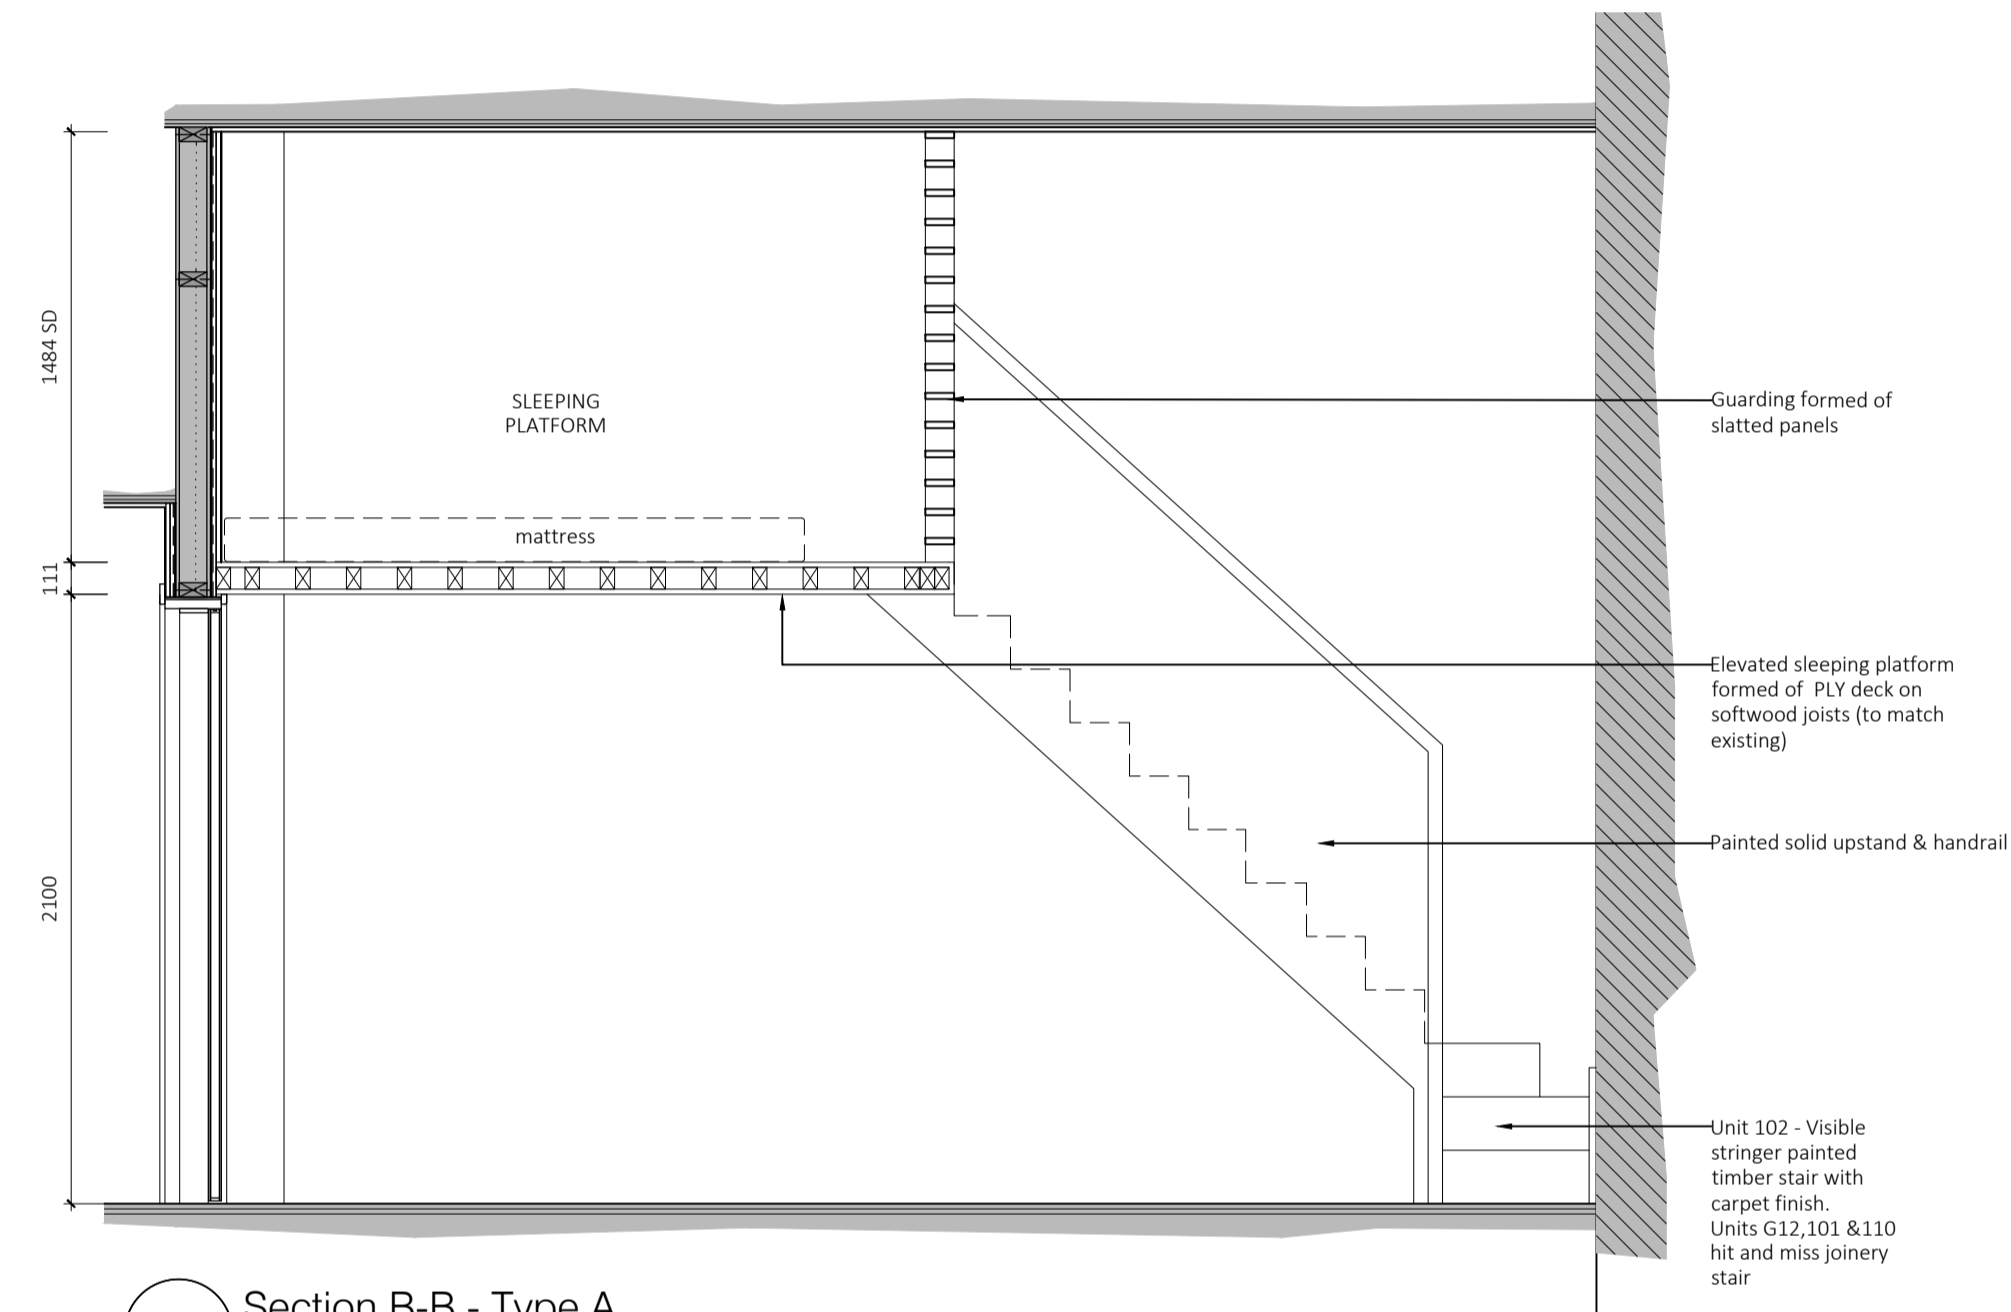 1484 SD
111
2100
SLEEPING
PLATFORM
mattress
Guarding formed of
slatted panels
Elevated sleeping platform
formed of PLY deck on
softwood joists (to match
existing)
Painted solid upstand & handrail
Unit 102 - Visible
stringer painted
timber stair with
carpet finish.
Units G12,101 &110
hit and miss joinery
stair
Section B-B - Type A